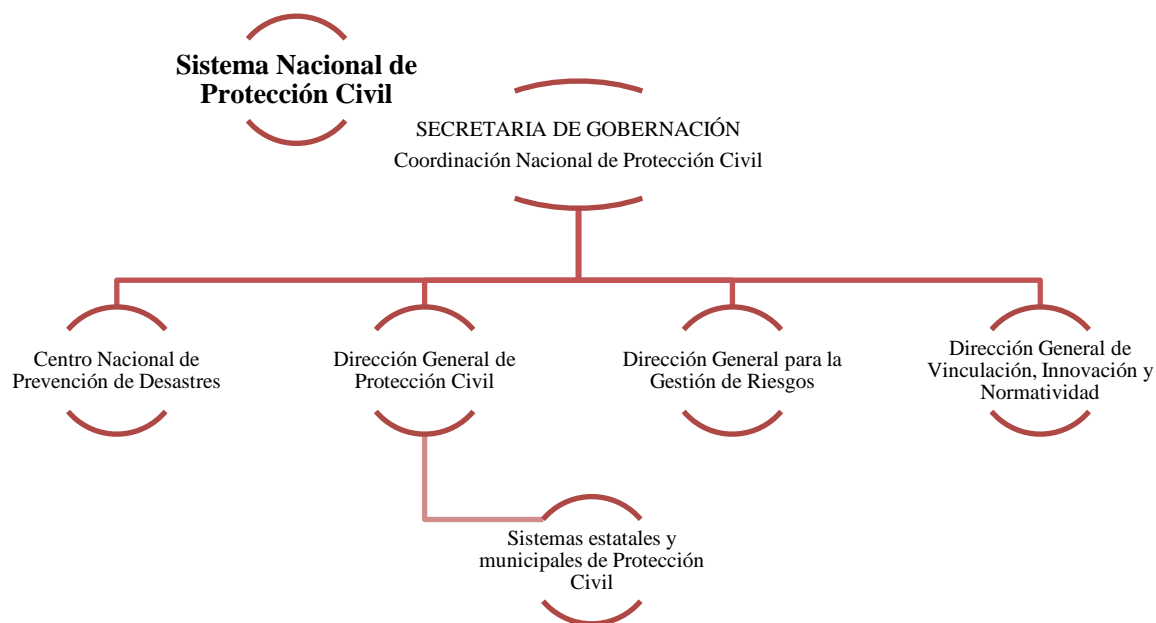 Sistema Nacional de
Protección Civil
SECRETARIA DE GOBERNACIÓN
Coordinación Nacional de Protección Civil
Centro Nacional de
Prevención de Desastres
Dirección General de
Protección Civil
Dirección General para la
Gestión de Riesgos
Dirección General de
Vinculación, Innovación y
Normatividad
Sistemas estatales y
municipales de Protección
Civil